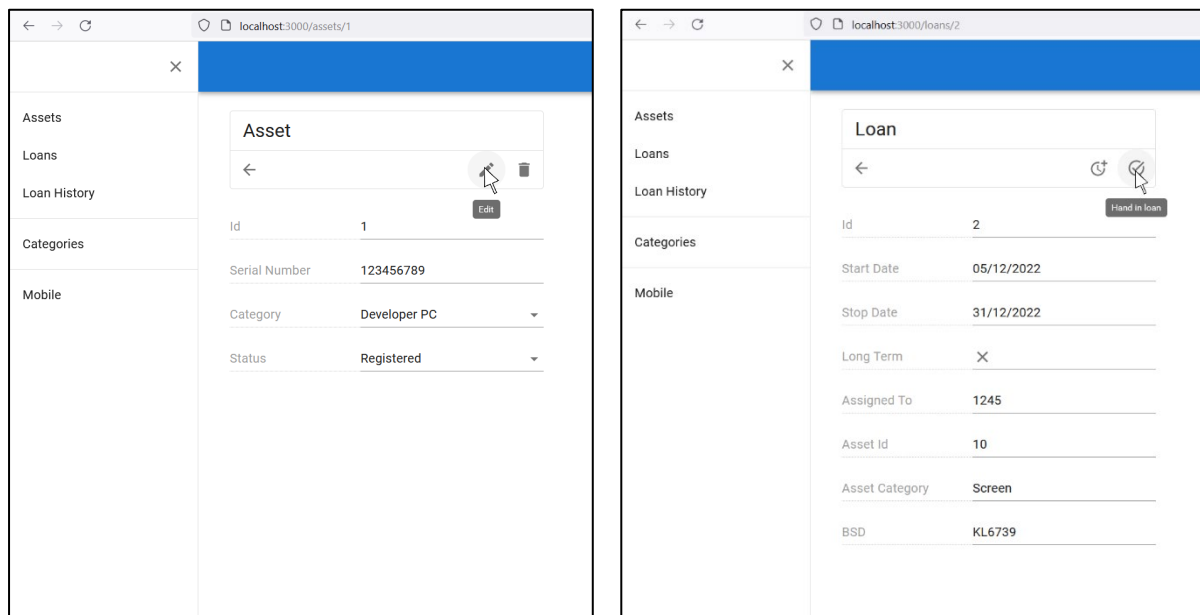 localhost:3000/assets/1
Assets
Loans
Loan History
Categories
Mobile
Asset
Edit
Id 1
Serial Number 123456789
Category Developer PC
Status Registered
localhost:3000/loans/2
Assets
Loans
Loan History
Categories
Mobile
Loan
Hand in loan
Id 2
Start Date 05/12/2022
Stop Date 31/12/2022
Long Term
Assigned To 1245
Asset Id 10
Asset Category Screen
BSD KL6739